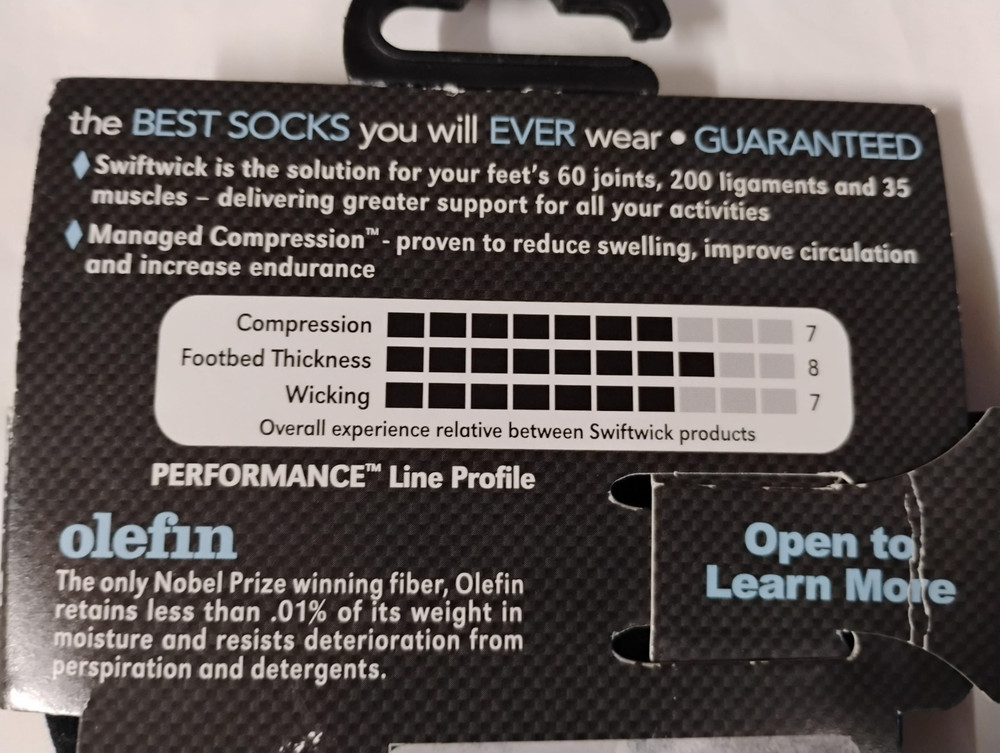 the BEST SOCKS you will EVER wear • GUARANTEED
Swiftwick is the solution for your feet's 60 joints, 200 ligaments and 35
muscles – delivering greater support for all your activities
Managed Compression™ - proven to reduce swelling, improve circulation
and increase endurance
Compression 7
Footbed Thickness 8
Wicking 7
Overall experience relative between Swiftwick products
PERFORMANCE™ Line Profile
olefin
The only Nobel Prize winning fiber, Olefin
retains less than .01% of its weight in
moisture and resists deterioration from
perspiration and detergents.
Open to
Learn More